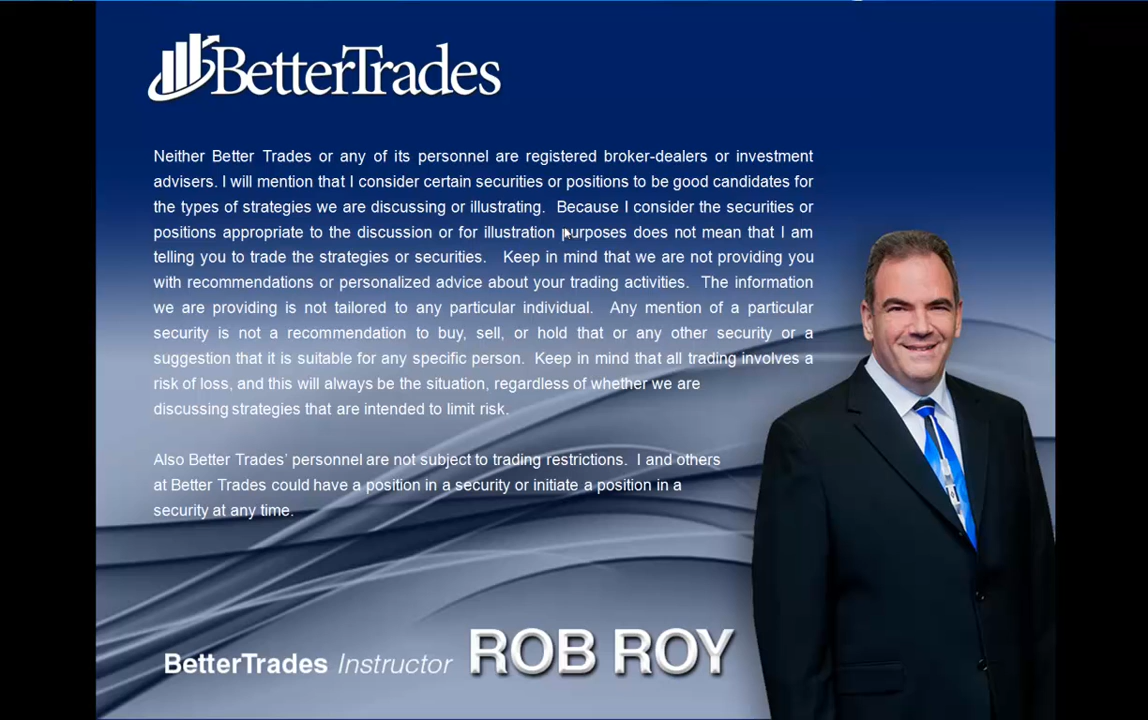 BetterTrades
Neither Better Trades or any of its personnel are registered broker-dealers or investment
advisers. I will mention that I consider certain securities or positions to be good candidates for
the types of strategies we are discussing or illustrating. Because I consider the securities or
positions appropriate to the discussion or for illustration purposes does not mean that I am
telling you to trade the strategies or securities. Keep in mind that we are not providing you
with recommendations or personalized advice about your trading activities. The information
we are providing is not tailored to any particular individual. Any mention of a particular
security is not a recommendation to buy, sell, or hold that or any other security or a
suggestion that it is suitable for any specific person. Keep in mind that all trading involves a
risk of loss, and this will always be the situation, regardless of whether we are
discussing strategies that are intended to limit risk.
Also Better Trades’ personnel are not subject to trading restrictions. I and others
at Better Trades could have a position in a security or initiate a position in a
security at any time.
BetterTrades Instructor ROB ROY